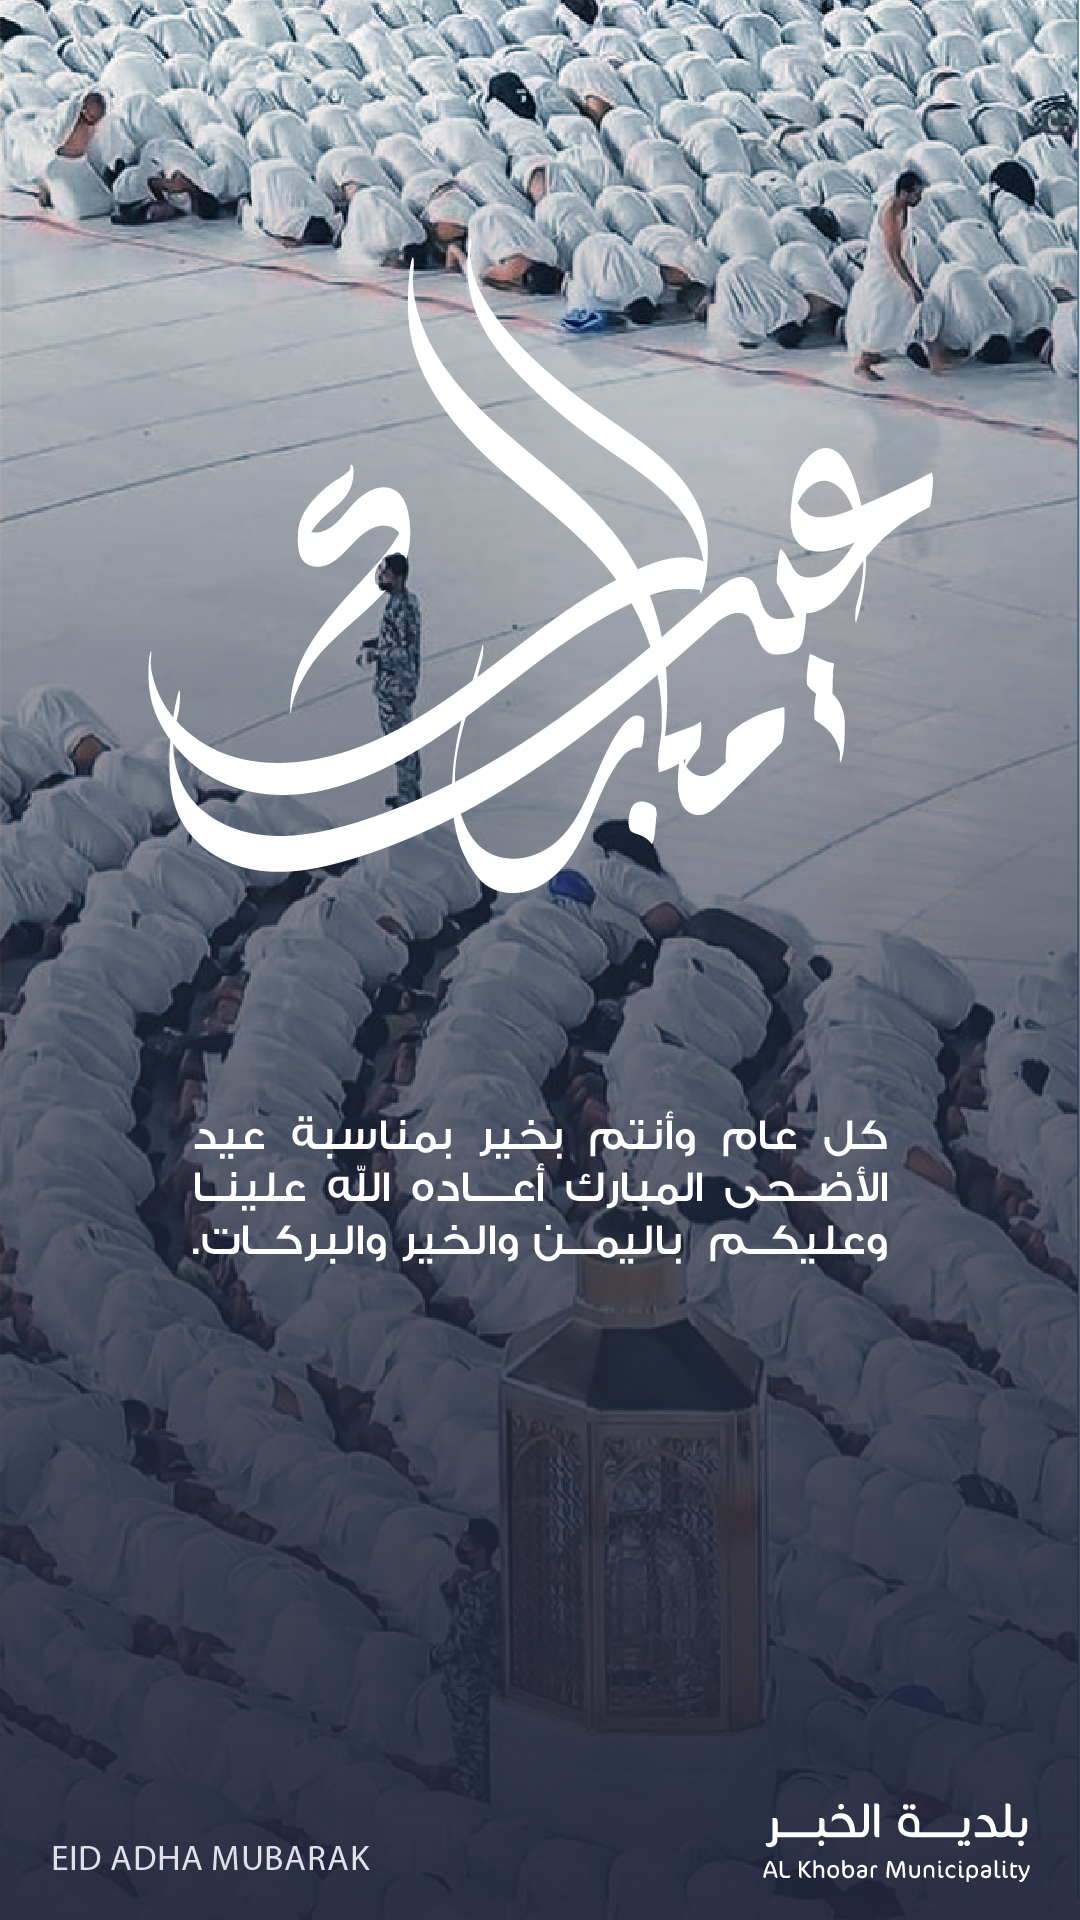 عيدك
مبارك
كل عام وأنتم بخير بمناسبة عيد
الأضحى المبارك أعاده الله علينا
وعليكم باليمن والخير والبركات.
بلدية الخبر
AL Khobar Municipality
EID ADHA MUBARAK